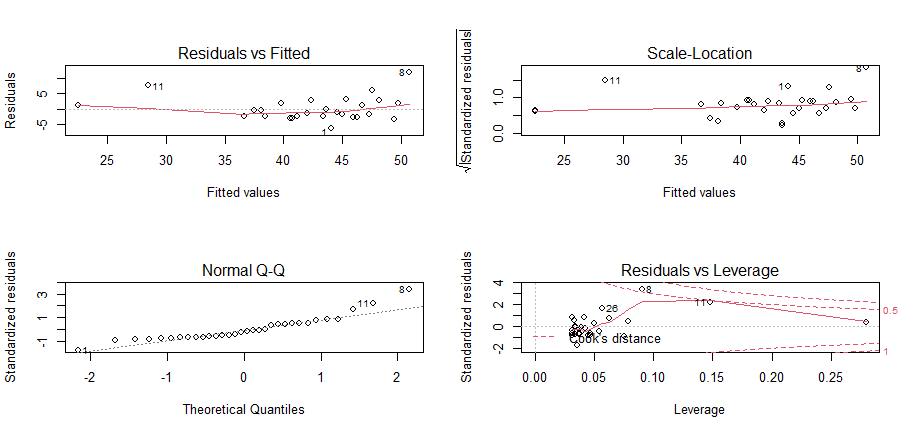 Residuals vs Fitted
Residuals
5
-5
8
11
1
25 30 35 40 45 50
Fitted values
Scale-Location
√|Standardized residuals|
1.0
0.0
8
11
1
25 30 35 40 45 50
Fitted values
Normal Q-Q
Standardized residuals
3
1
-1
8
11
1
-2 -1 0 1 2
Theoretical Quantiles
Residuals vs Leverage
Standardized residuals
4
2
0
-2
8
11
26
Cook's distance
0.5
1
0.00 0.05 0.10 0.15 0.20 0.25
Leverage